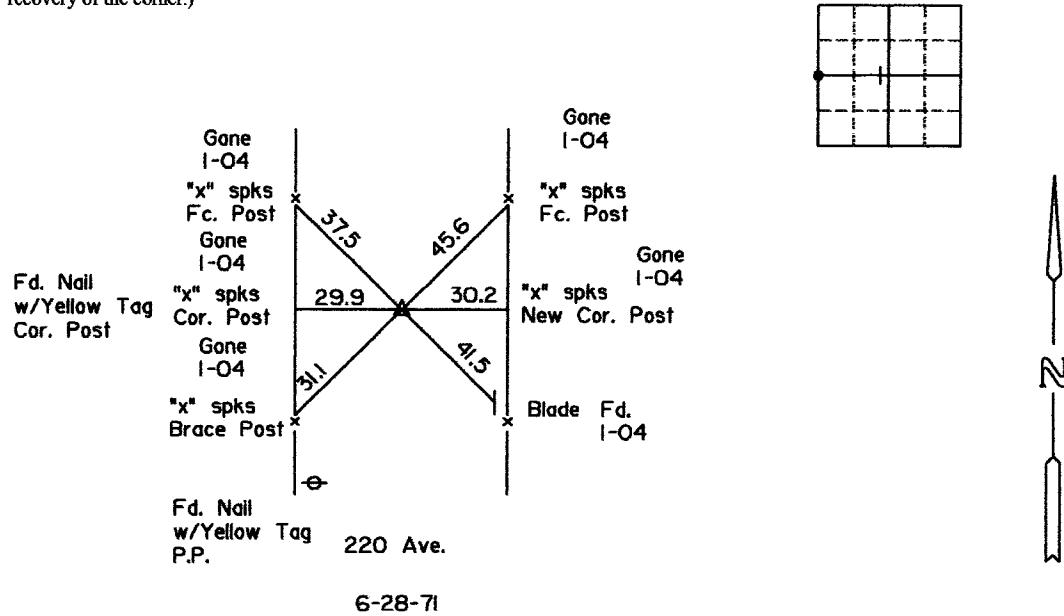 recovery of the corner.)
Gone
1-04
Gone
1-04
"x" spks
Fc. Post
"x" spks
Fc. Post
37.5
45.6
Gone
1-04
Gone
1-04
Fd. Nail
w/Yellow Tag
Cor. Post
"x" spks
Cor. Post
29.9
30.2
"x" spks
New Cor. Post
Gone
1-04
31.1
41.5
"x" spks
Brace Post
Blade Fd.
1-04
Fd. Nail
w/Yellow Tag
P.P.
220 Ave.
6-28-71
N